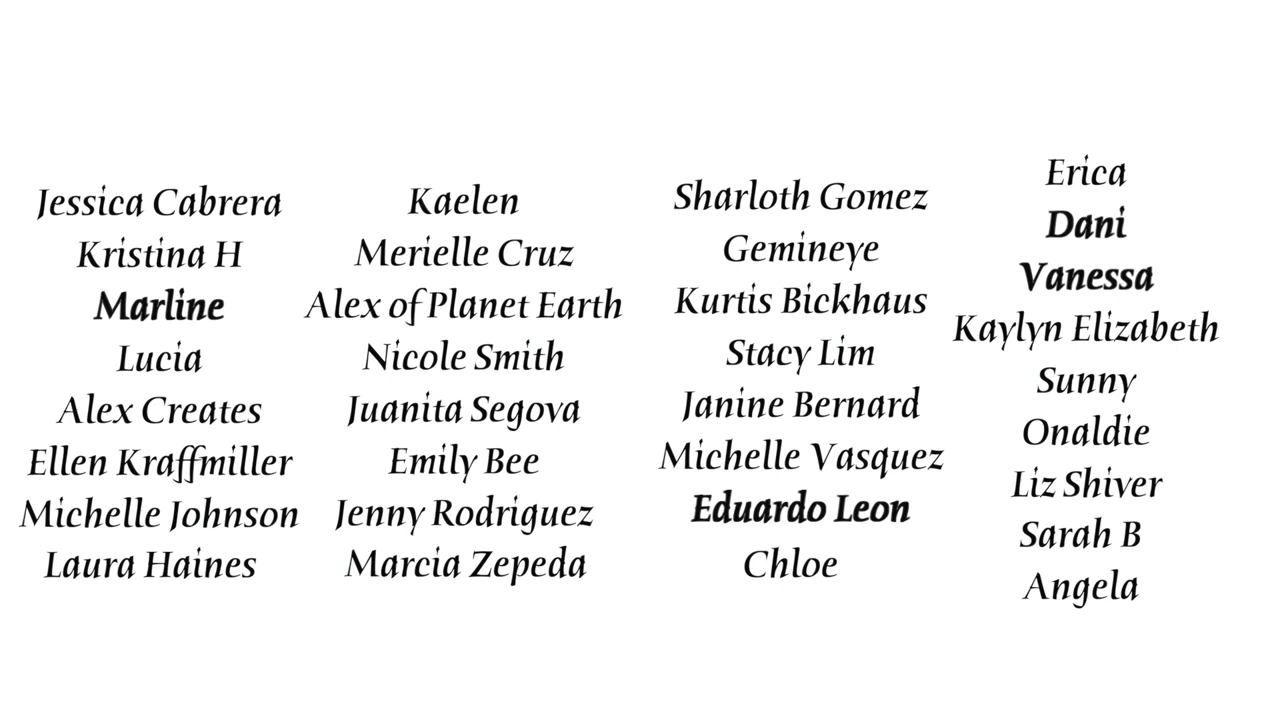 Jessica Cabrera
Kristina H
Marline
Lucia
Alex Creates
Ellen Kraffmiller
Michelle Johnson
Laura Haines
Kaelen
Merielle Cruz
Alex of Planet Earth
Nicole Smith
Juanita Segova
Emily Bee
Jenny Rodriguez
Marcia Zepeda
Sharloth Gomez
Gemineye
Kurtis Bickhaus
Stacy Lim
Janine Bernard
Michelle Vasquez
Eduardo Leon
Chloe
Erica
Dani
Vanessa
Kaylyn Elizabeth
Sunny
Onaldie
Liz Shiver
Sarah B
Angela